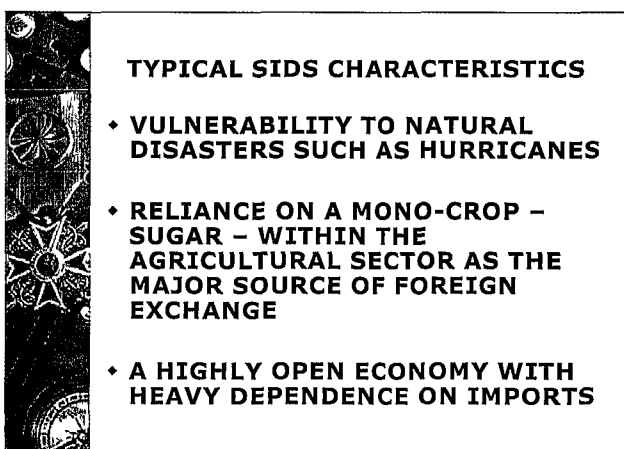 TYPICAL SIDS CHARACTERISTICS
◆ VULNERABILITY TO NATURAL
DISASTERS SUCH AS HURRICANES
◆ RELIANCE ON A MONO-CROP –
SUGAR – WITHIN THE
AGRICULTURAL SECTOR AS THE
MAJOR SOURCE OF FOREIGN
EXCHANGE
◆ A HIGHLY OPEN ECONOMY WITH
HEAVY DEPENDENCE ON IMPORTS